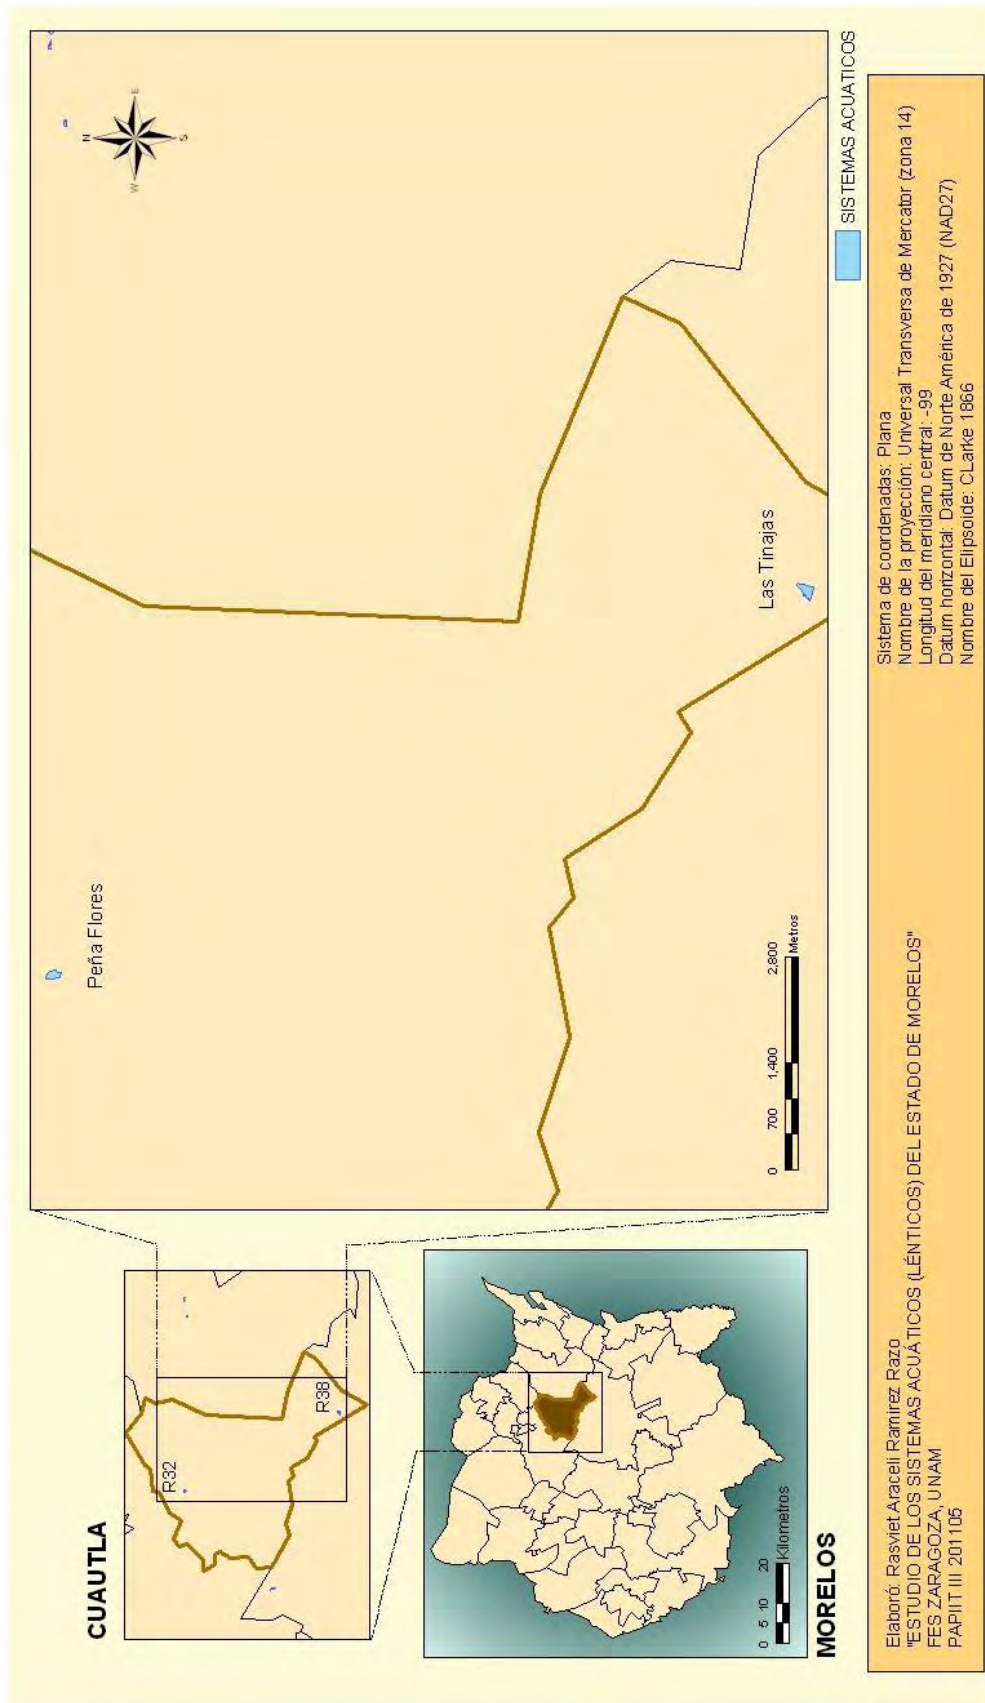 CUAUTLA
R32
R38
MORELOS
0 5 10 20
Kilometros
Peña Flores
Las Tinajas
N
W
E
S
0 700 1,400 2,800
Metros
SISTEMAS ACUATICOS
Elaboró: Rasviet Araceli Ramirez Razo
"ESTUDIO DE LOS SISTEMAS ACUÁTICOS (LÉNTICOS) DEL ESTADO DE MORELOS"
FES ZARAGOZA, UNAM
PAPIIT III 201105
Sistema de coordenadas: Plana
Nombre de la proyección: Universal Transversa de Mercator (zona 14)
Longitud del meridiano central: -99
Datum horizontal: Datum de Norte América de 1927 (NAD27)
Nombre del Elipsoide: CLarke 1866